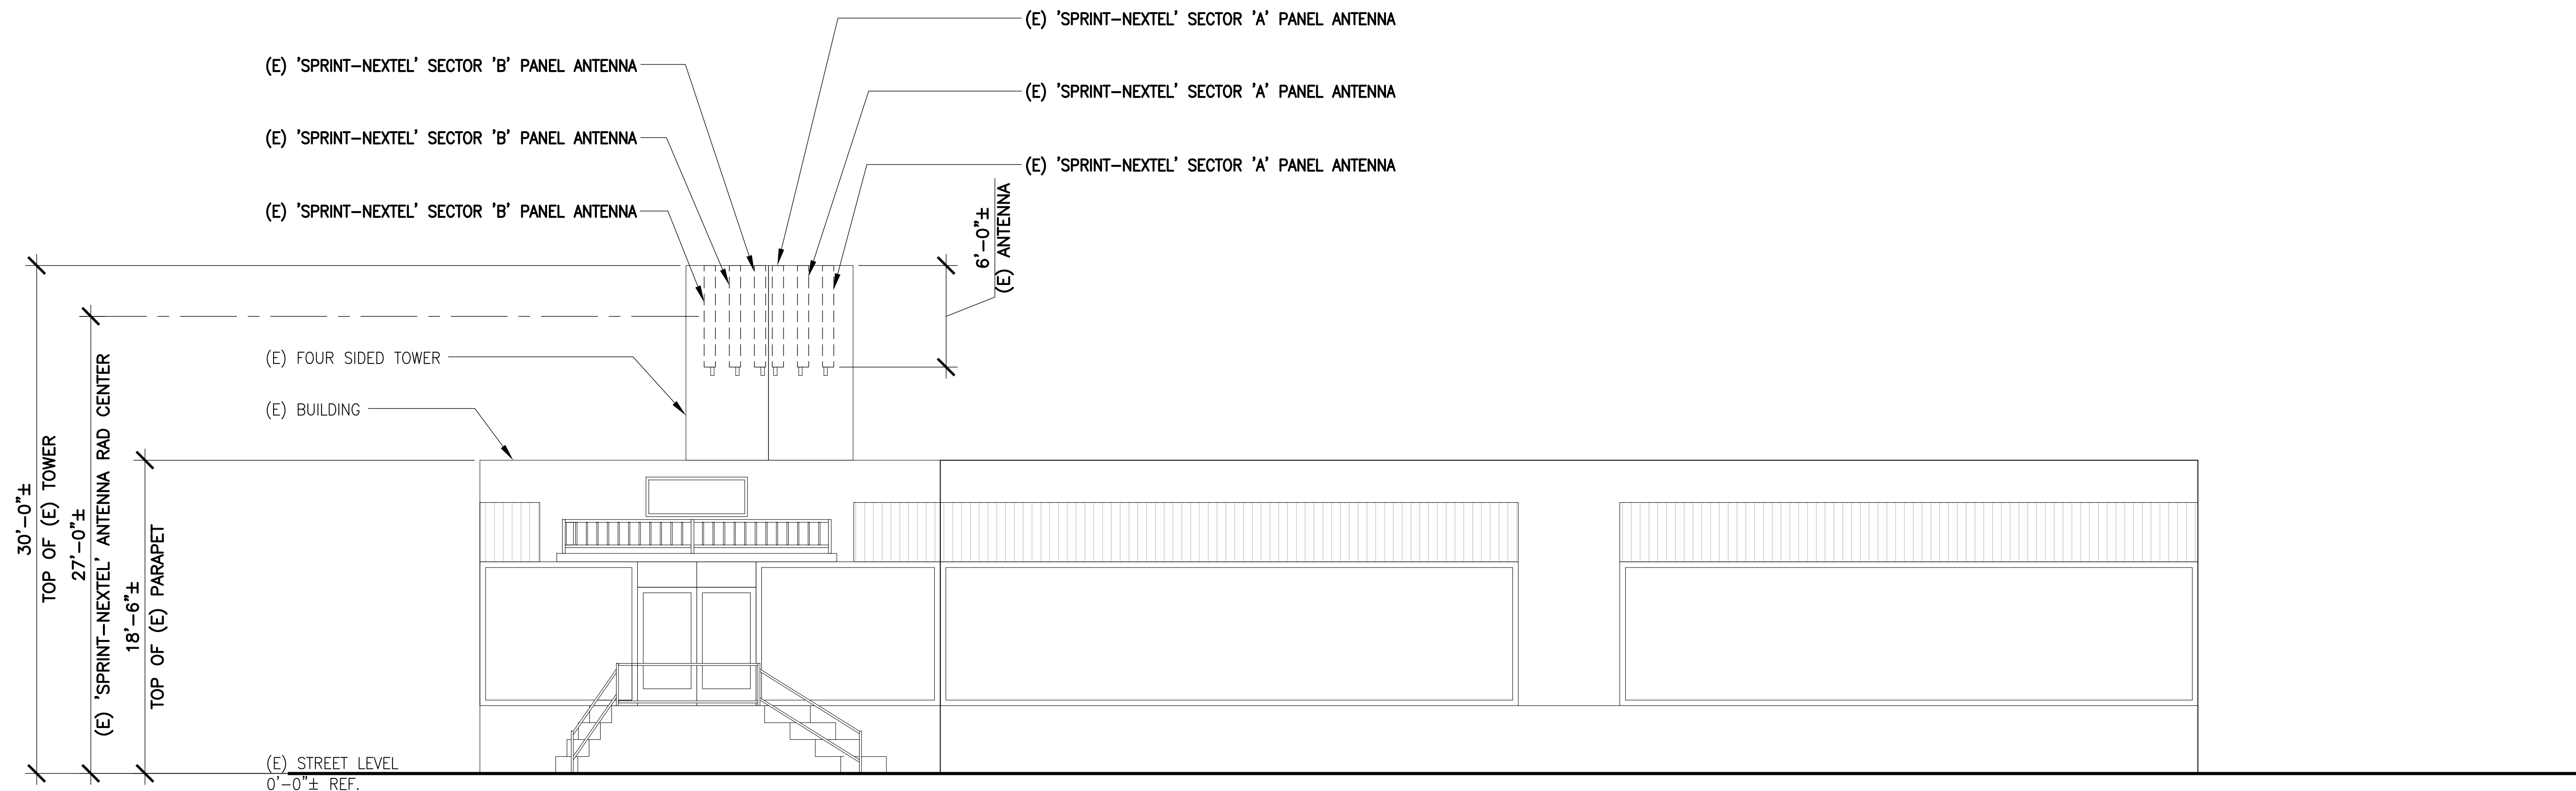 (E) 'SPRINT-NEXTEL' SECTOR 'A' PANEL ANTENNA
(E) 'SPRINT-NEXTEL' SECTOR 'B' PANEL ANTENNA
(E) 'SPRINT-NEXTEL' SECTOR 'A' PANEL ANTENNA
(E) 'SPRINT-NEXTEL' SECTOR 'B' PANEL ANTENNA
(E) 'SPRINT-NEXTEL' SECTOR 'A' PANEL ANTENNA
(E) 'SPRINT-NEXTEL' SECTOR 'B' PANEL ANTENNA
6'-0"±
(E) ANTENNA
(E) FOUR SIDED TOWER
(E) BUILDING
30'-0"±
TOP OF (E) TOWER
27'-0"±
(E) 'SPRINT-NEXTEL' ANTENNA RAD CENTER
18'-6"±
TOP OF (E) PARAPET
(E) STREET LEVEL
0'-0"± REF.